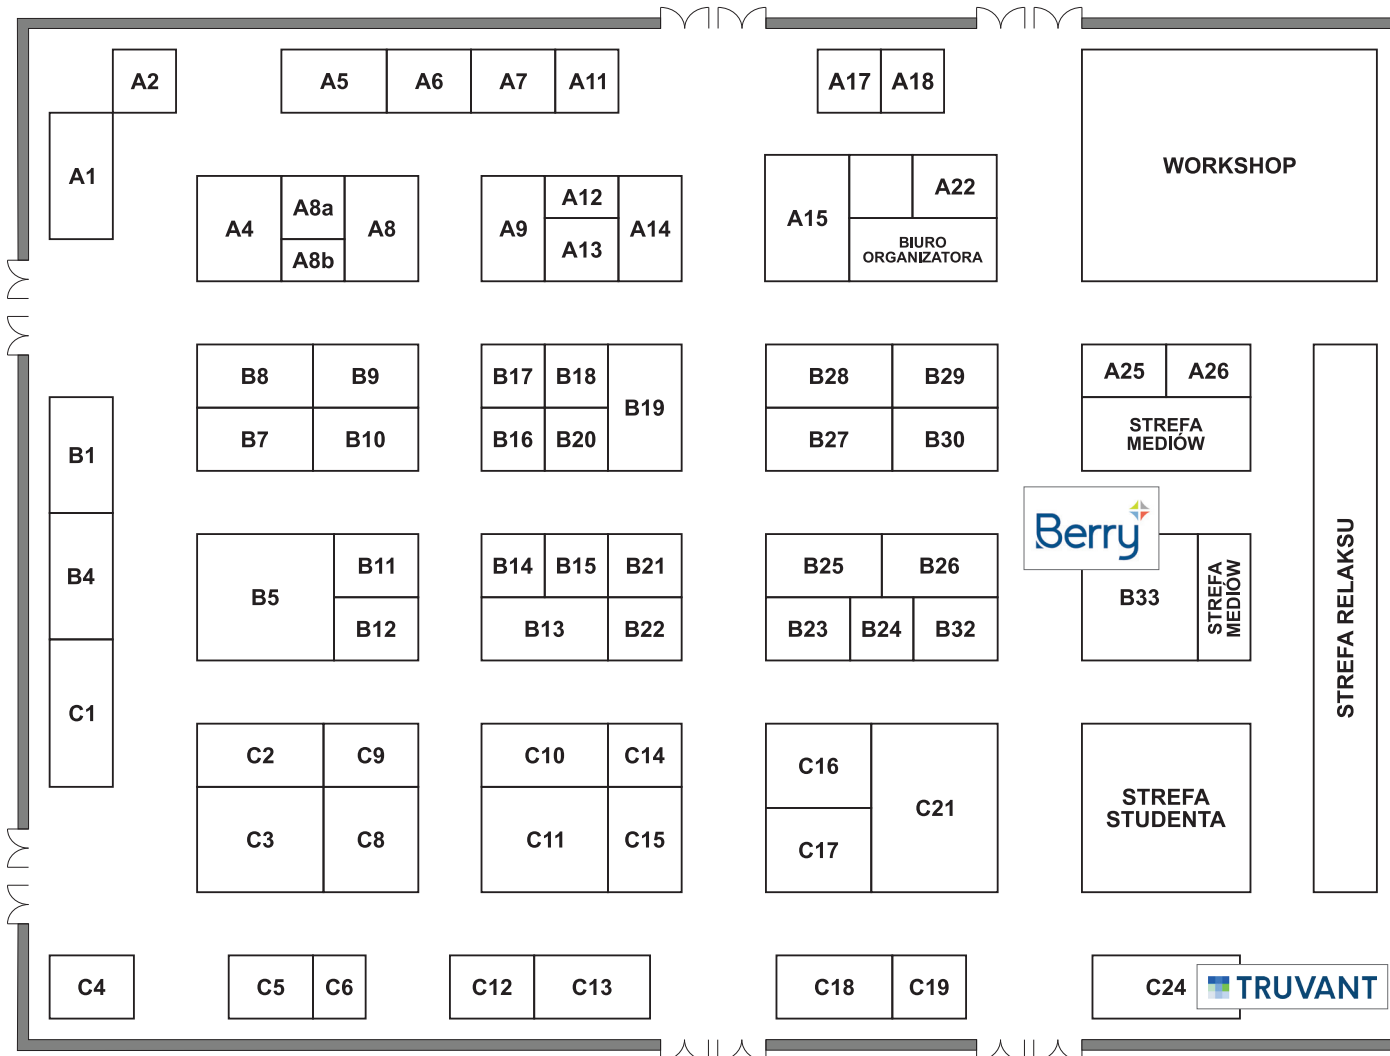 A2
A5 A6 A7 A11
A17 A18
A1
WORKSHOP
A4 A8a A8b A8
A9 A12 A13 A14
A15 A22
BIURO
ORGANIZATORA
B8 B9
B7 B10
B17 B18 B19
B16 B20
B28 B29
B27 B30
A25 A26
STREFA
MEDIÓW
B1
B4
C1
Berry
B5 B11
B12
B14 B15 B21
B13 B22
B25 B26
B23 B24 B32
B33
STREFA
MEDIÓW
STREFA RELAKSU
C2 C9
C3 C8
C10 C14
C11 C15
C16
C17
C21
STREFA
STUDENTA
C4
C5 C6
C12 C13
C18 C19
C24
TRUVANT